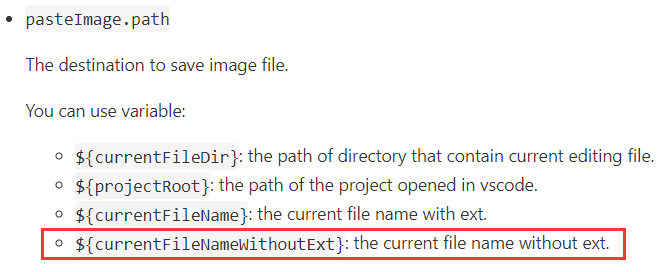 pasteImage.path
The destination to save image file.
You can use variable:
${currentFileDir}: the path of directory that contain current editing file.
${projectRoot}: the path of the project opened in vscode.
${currentFileName}: the current file name with ext.
${currentFileNameWithoutExt}: the current file name without ext.